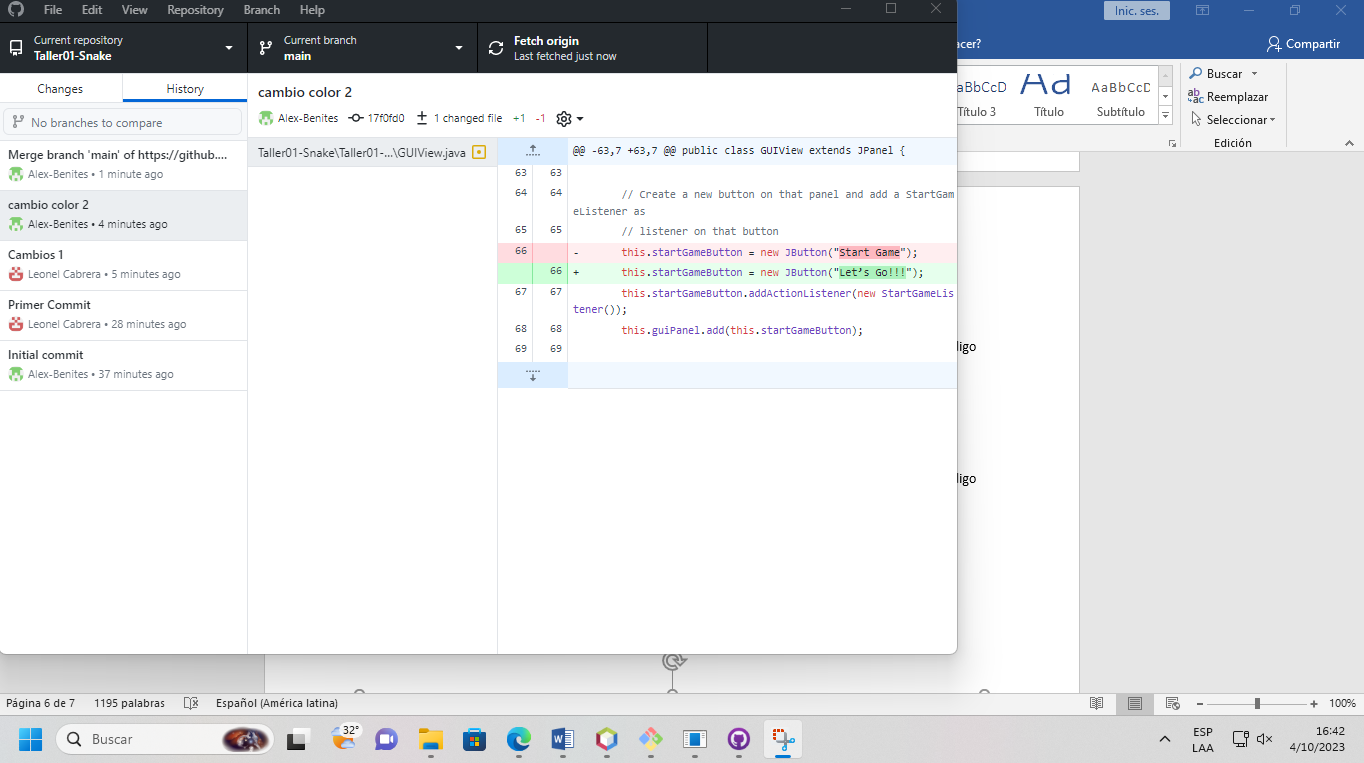 File Edit View Repository Branch Help
Inic. ses.
Current repository
Taller01-Snake
Current branch
main
Fetch origin
Last fetched just now
acer?
Compartir
Changes
History
No branches to compare
Merge branch 'main' of https://github....
Alex-Benites • 1 minute ago
cambio color 2
Alex-Benites • 4 minutes ago
Cambios 1
Leonel Cabrera • 5 minutes ago
Primer Commit
Leonel Cabrera • 28 minutes ago
Initial commit
Alex-Benites • 37 minutes ago
cambio color 2
Alex-Benites 17f0fd0 1 changed file +1 -1
Taller01-Snake\Taller01-...\GUIView.java
@@ -63,7 +63,7 @@ public class GUIView extends JPanel {
63 63
64 64 // Create a new button on that panel and add a StartGam
eListener as
65 65 // listener on that button
66 - this.startGameButton = new JButton("Start Game");
66 + this.startGameButton = new JButton("Let's Go!!!");
67 67 this.startGameButton.addActionListener(new StartGameLis
tener());
68 68 this.guiPanel.add(this.startGameButton);
69 69
aBbCcD Ad AaBbCcC
Título 3 Título Subtítulo
Buscar
Reemplazar
Seleccionar
Edición
digo
digo
Página 6 de 7 1195 palabras Español (América latina) 100%
Buscar
32°
ESP
LAA
16:42
4/10/2023